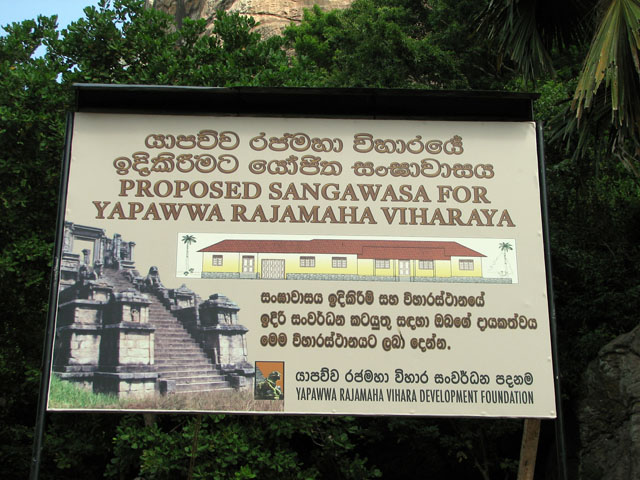 යාපව්ව රජමහා විහාරයේ
ඉදිකිරීමට යෝජිත සංඝාවාසය
PROPOSED SANGAWASA FOR
YAPAWWA RAJAMAHA VIHARAYA
සංඝාවාසය ඉදිකිරීම් සහ විහාරස්ථානයේ
ඉදිරි සංවර්ධන කටයුතු සඳහා ඔබගේ දායකත්වය
මෙම විහාරස්ථානයට ලබා දෙන්න.
යාපව්ව රජමහා විහාර සංවර්ධන පදනම
YAPAWWA RAJAMAHA VIHARA DEVELOPMENT FOUNDATION